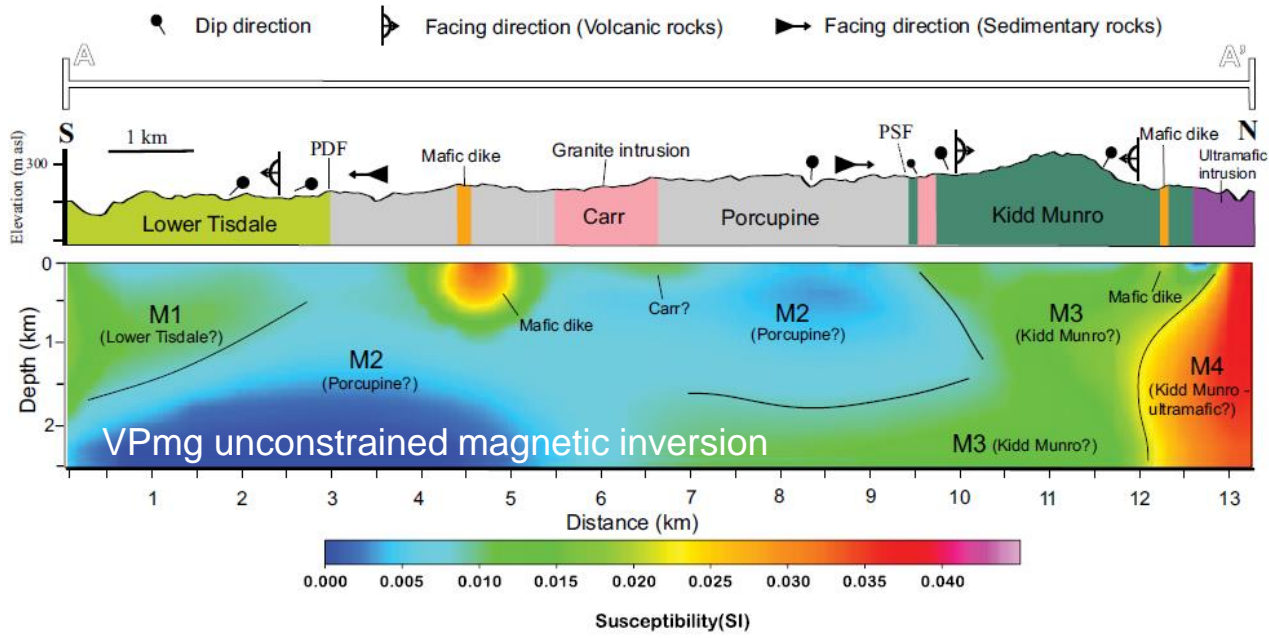 Dip direction
Facing direction (Volcanic rocks)
Facing direction (Sedimentary rocks)
A
A'
S
N
Elevation (m asl)
300
1 km
PDF
Mafic dike
Granite intrusion
PSF
Mafic dike
Ultramafic
intrusion
Lower Tisdale
Carr
Porcupine
Kidd Munro
Depth (km)
0
1
2
M1
(Lower Tisdale?)
M2
(Porcupine?)
Mafic dike
Carr?
M2
(Porcupine?)
M3
(Kidd Munro?)
Mafic dike
M4
(Kidd Munro -
ultramafic?)
M3 (Kidd Munro?)
VPmg unconstrained magnetic inversion
1 2 3 4 5 6 7 8 9 10 11 12 13
Distance (km)
0.000 0.005 0.010 0.015 0.020 0.025 0.030 0.035 0.040
Susceptibility(SI)